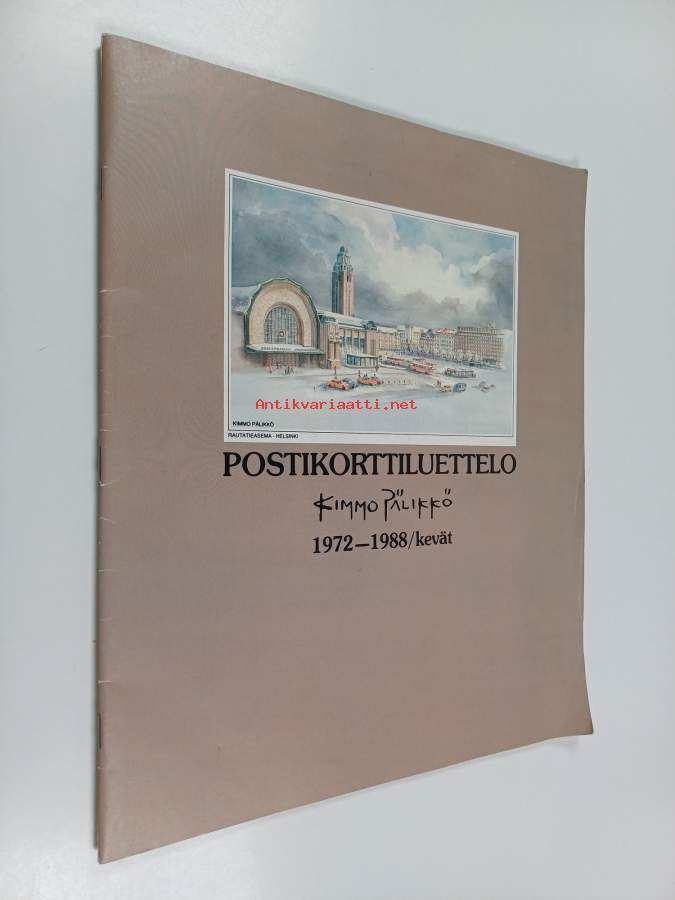 Antikvariaatti.net
KIMMO PÄLIKKÖ
RAUTATIEASEMA - HELSINKI
POSTIKORTTILUETTELO
KIMMO PÄLIKKÖ
1972—1988/kevät